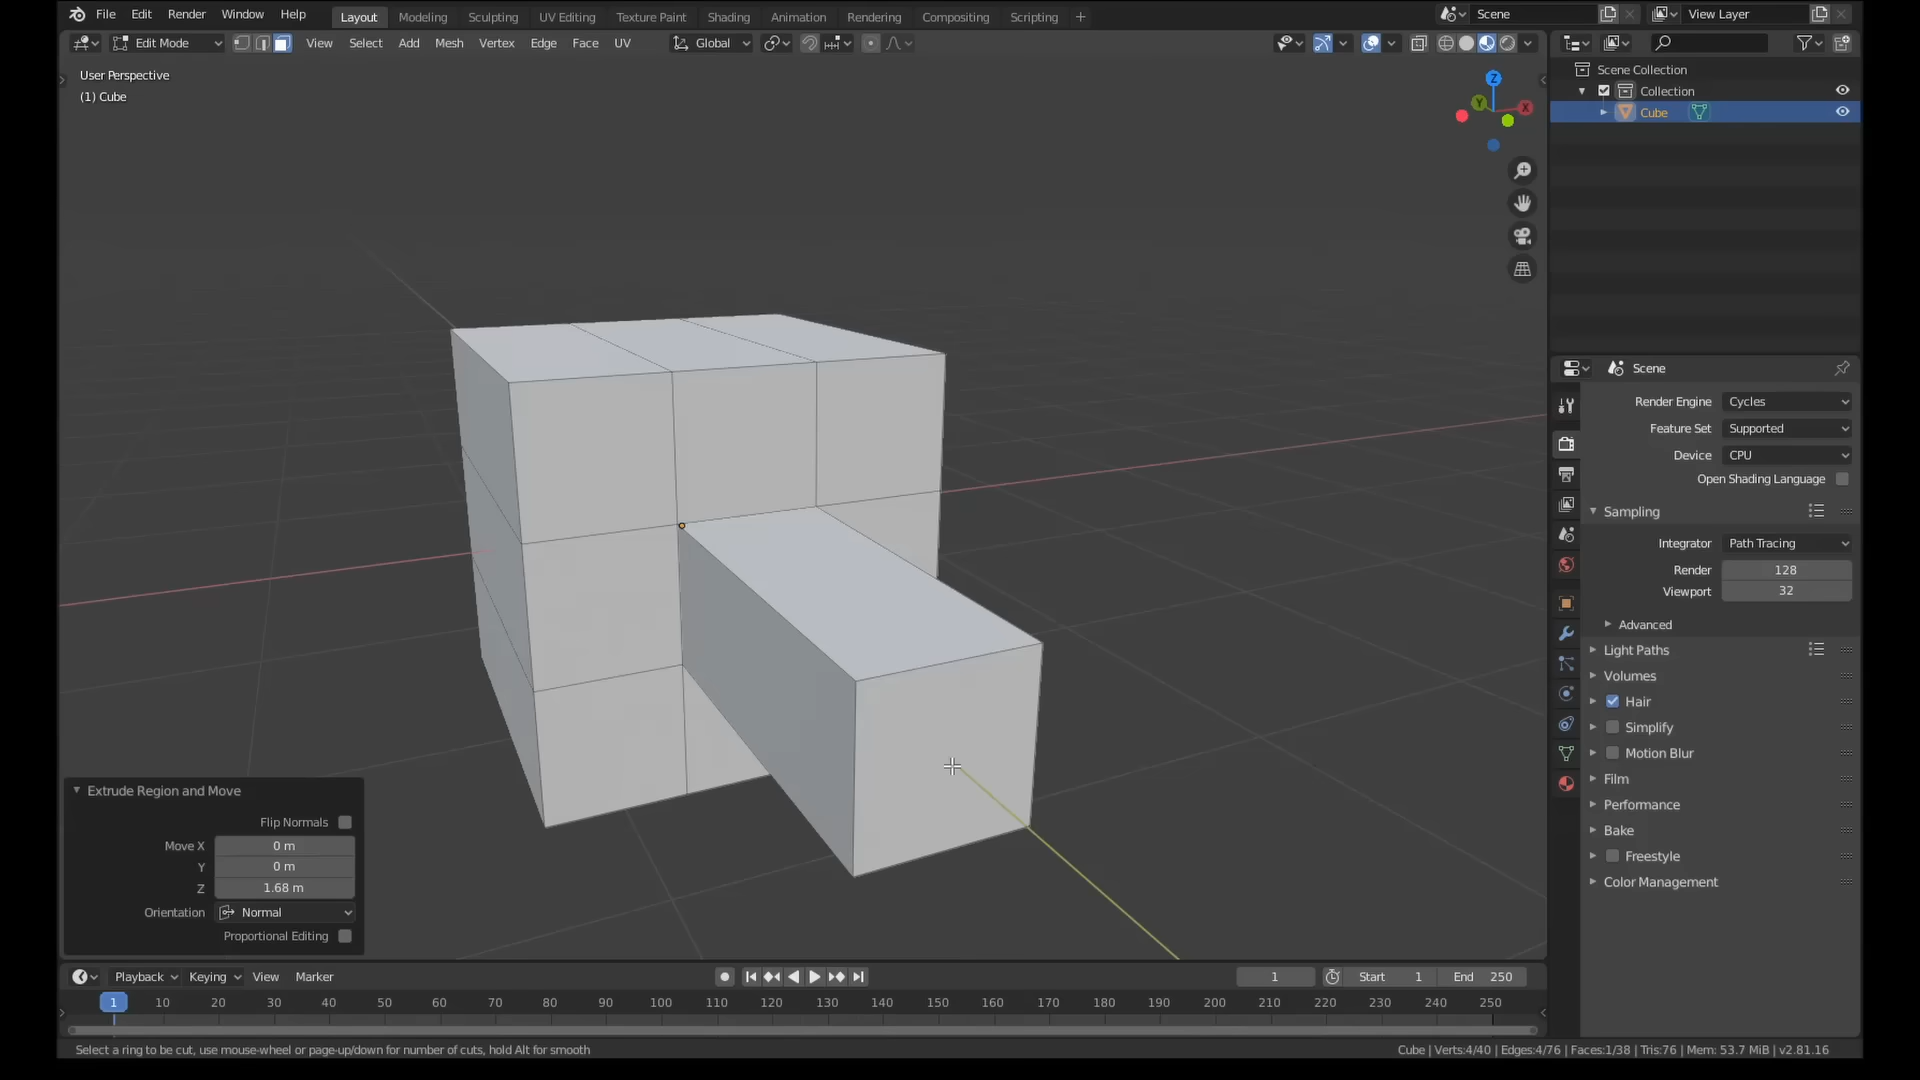 File Edit Render Window Help Layout Modeling Sculpting UV Editing Texture Paint Shading Animation Rendering Compositing Scripting + Scene View Layer
Edit Mode View Select Add Mesh Vertex Edge Face UV Global
User Perspective
(1) Cube
Z
Y
X
Scene Collection
Collection
Cube
Scene
Render Engine Cycles
Feature Set Supported
Device CPU
Open Shading Language
Sampling
Integrator Path Tracing
Render 128
Viewport 32
Advanced
Light Paths
Volumes
Hair
Simplify
Motion Blur
Film
Performance
Bake
Freestyle
Color Management
Extrude Region and Move
Flip Normals
Move X 0 m
Y 0 m
Z 1.68 m
Orientation Normal
Proportional Editing
Playback Keying View Marker 1 Start 1 End 250
1 10 20 30 40 50 60 70 80 90 100 110 120 130 140 150 160 170 180 190 200 210 220 230 240 250
Select a ring to be cut, use mouse-wheel or page-up/down for number of cuts, hold Alt for smooth
Cube | Verts:4/40 | Edges:4/76 | Faces:1/38 | Tris:76 | Mem: 53.7 MiB | v2.81.16